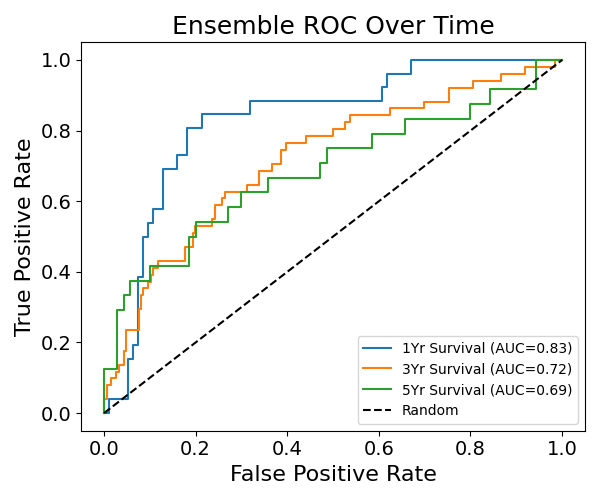 Ensemble ROC Over Time
True Positive Rate
1.0
0.8
0.6
0.4
0.2
0.0
1Yr Survival (AUC=0.83)
3Yr Survival (AUC=0.72)
5Yr Survival (AUC=0.69)
Random
0.0 0.2 0.4 0.6 0.8 1.0
False Positive Rate